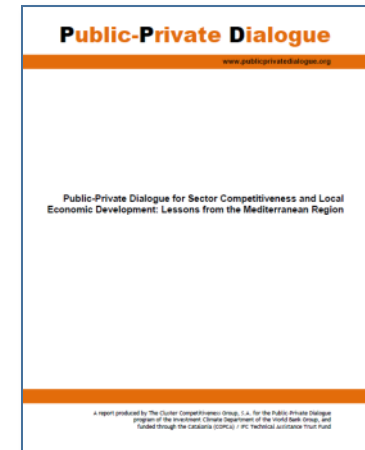 Public-Private Dialogue
www.publicprivatedialogue.org
Public-Private Dialogue for Sector Competitiveness and Local
Economic Development: Lessons from the Mediterranean Region
A report produced by The Cluster Competitiveness Group, S.A. for the Public Private Dialogue
program of the Investment Climate Department of the World Bank Group, and
funded through the Catalonia (COPCA) / IFC Technical Assistance Trust Fund